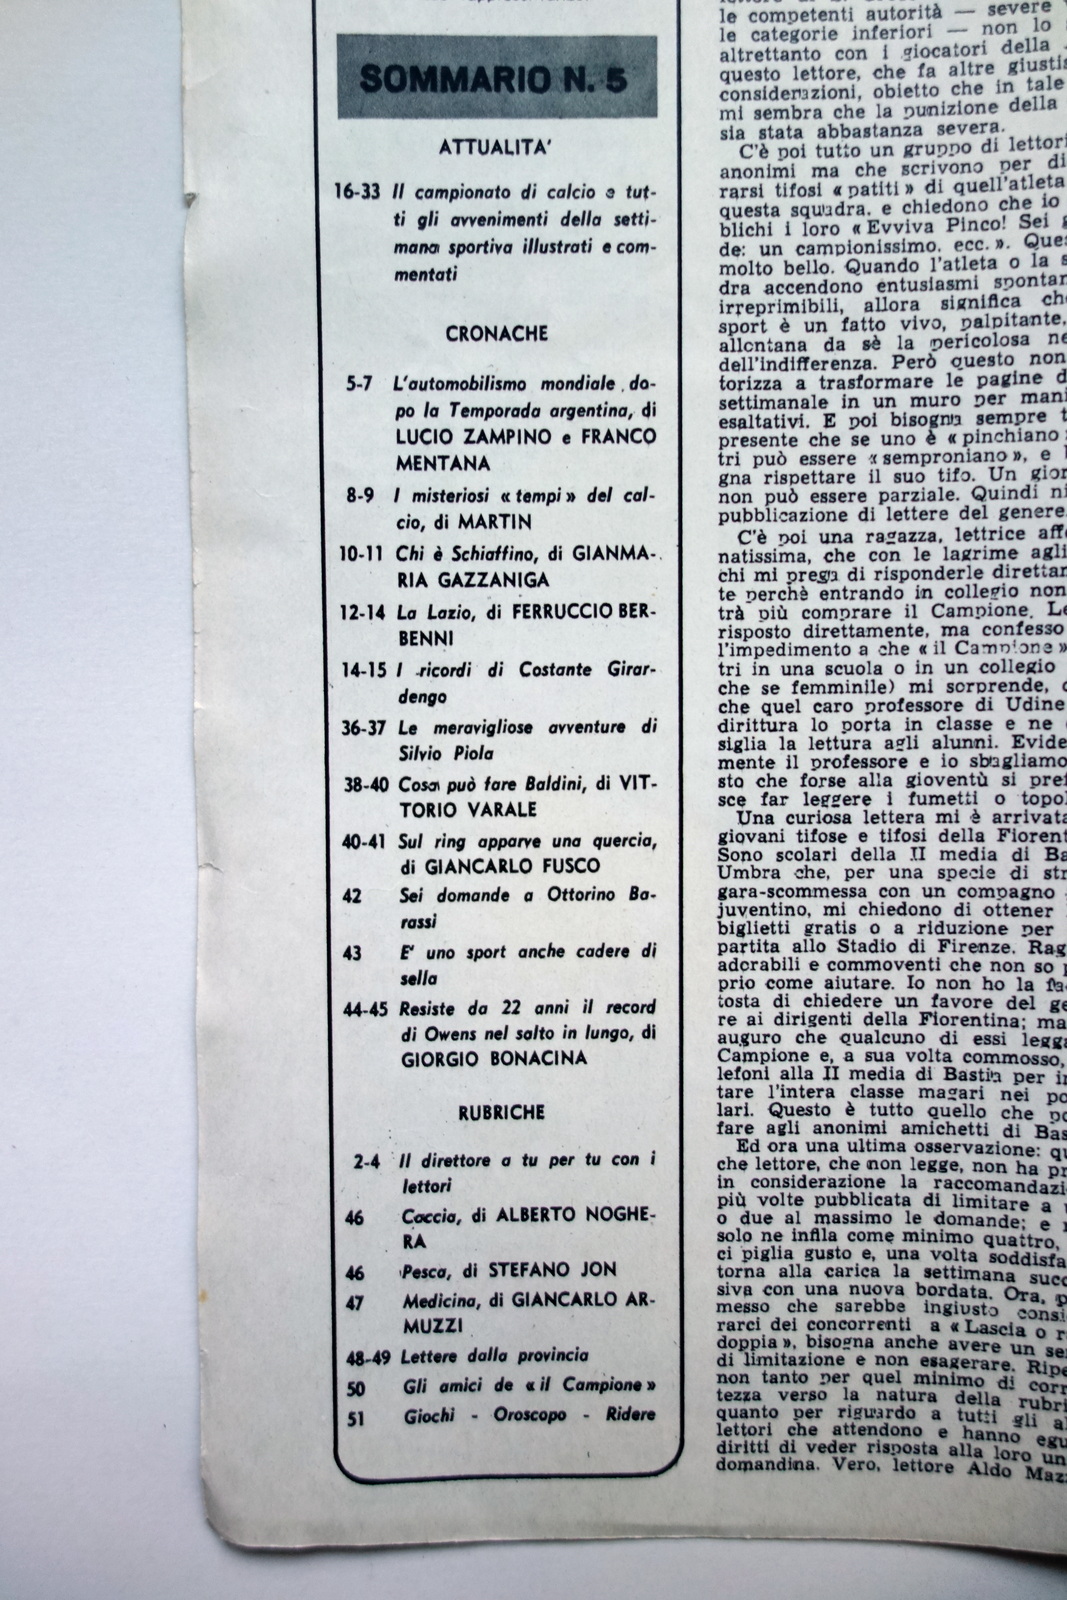 SOMMARIO N. 5
ATTUALITA'
16-33 Il campionato di calcio e tut-
ti gli avvenimenti della setti-
mana sportiva illustrati e com-
mentati
CRONACHE
5-7 L'automobilismo mondiale do-
po la Temporada argentina, di
LUCIO ZAMPINO e FRANCO
MENTANA
8-9 I misteriosi « tempi » del cal-
cio, di MARTIN
10-11 Chi è Schiaffino, di GIANMA-
RIA GAZZANIGA
12-14 La Lazio, di FERRUCCIO BER-
BENNI
14-15 I ricordi di Costante Girar-
dengo
36-37 Le meravigliose avventure di
Silvio Piola
38-40 Cosa può fare Baldini, di VIT-
TORIO VARALE
40-41 Sul ring apparve una quercia,
di GIANCARLO FUSCO
42 Sei domande a Ottorino Ba-
rassi
43 E' uno sport anche cadere di
sella
44-45 Resiste da 22 anni il record
di Owens nel salto in lungo, di
GIORGIO BONACINA
RUBRICHE
2-4 Il direttore a tu per tu con i
lettori
46 Caccia, di ALBERTO NOGHE-
RA
46 Pesca, di STEFANO JON
47 Medicina, di GIANCARLO AR-
MUZZI
48-49 Lettere dalla provincia
50 Gli amici de « il Campione »
51 Giochi - Oroscopo - Ridere
le competenti autorità — severe
le categorie inferiori — non lo
altrettanto con i giocatori della
questo lettore, che fa altre giustis
considerazioni, obietto che in tale
mi sembra che la punizione della
sia stata abbastanza severa.
C'è poi tutto un gruppo di lettori
anonimi ma che scrivono per di
rarsi tifosi « patiti » di quell'atleta
questa squadra. e chiedono che io
blichi i loro « Evviva Pinco! Sei
de: un campionissimo. ecc. ». Ques
molto bello. Quando l'atleta o la s
dra accendono entusiasmi spontan
irreprimibili, allora significa che
sport è un fatto vivo, palpitante,
allontana da sè la pericolosa ne
dell'indifferenza. Però questo non
torizza a trasformare le pagine d
settimanale in un muro per mani
esaltativi. E poi bisogna sempre t
presente che se uno è « pinchiano
tri può essere « semproniano », e
gna rispettare il suo tifo. Un gior
non può essere parziale. Quindi ni
pubblicazione di lettere del genere.
C'è poi una ragazza, lettrice affe
natissima, che con le lagrime agli
chi mi prega di risponderle direttam
te perchè entrando in collegio non
trà più comprare il Campione. Le
risposto direttamente, ma confesso
l'impedimento a che « il Campione »
tri in una scuola o in un collegio
che se femminile) mi sorprende,
che quel caro professore di Udine
dirittura lo porta in classe e ne
siglia la lettura agli alunni. Evide
mente il professore e io sbagliamo
sto che forse alla gioventù si pref
sce far leggere i fumetti o topol
Una curiosa lettera mi è arrivata
giovani tifose e tifosi della Fiorent
Sono scolari della II media di Ba
Umbra che, per una specie di str
gara-scommessa con un compagno
juventino, mi chiedono di ottener
biglietti gratis o a riduzione per
partita allo Stadio di Firenze. Rag
adorabili e commoventi che non so p
prio come aiutare. Io non ho la fa
tosta di chiedere un favore del ge
re ai dirigenti della Fiorentina; ma
auguro che qualcuno di essi legga
Campione e, a sua volta commosso,
lefoni alla II media di Bastia per in
tare l'intera classe magari nei po
lari. Questo è tutto quello che po
fare agli anonimi amichetti di Bas
Ed ora una ultima osservazione: qu
che lettore, che non legge, non ha pr
in considerazione la raccomandazi
più volte pubblicata di limitare a
o due al massimo le domande; e
solo ne infila come minimo quattro,
ci piglia gusto e, una volta soddisfa
torna alla carica la settimana succ
siva con una nuova bordata. Ora, p
messo che sarebbe ingiusto consi
rarci dei concorrenti a « Lascia o ra
doppia », bisogna anche avere un se
di limitazione e non esagerare. Ripe
non tanto per quel minimo di corr
tezza verso la natura della rubri
quanto per riguardo a tutti gli al
lettori che attendono e hanno egu
diritti di veder risposta alla loro un
domandina. Vero, lettore Aldo Maz